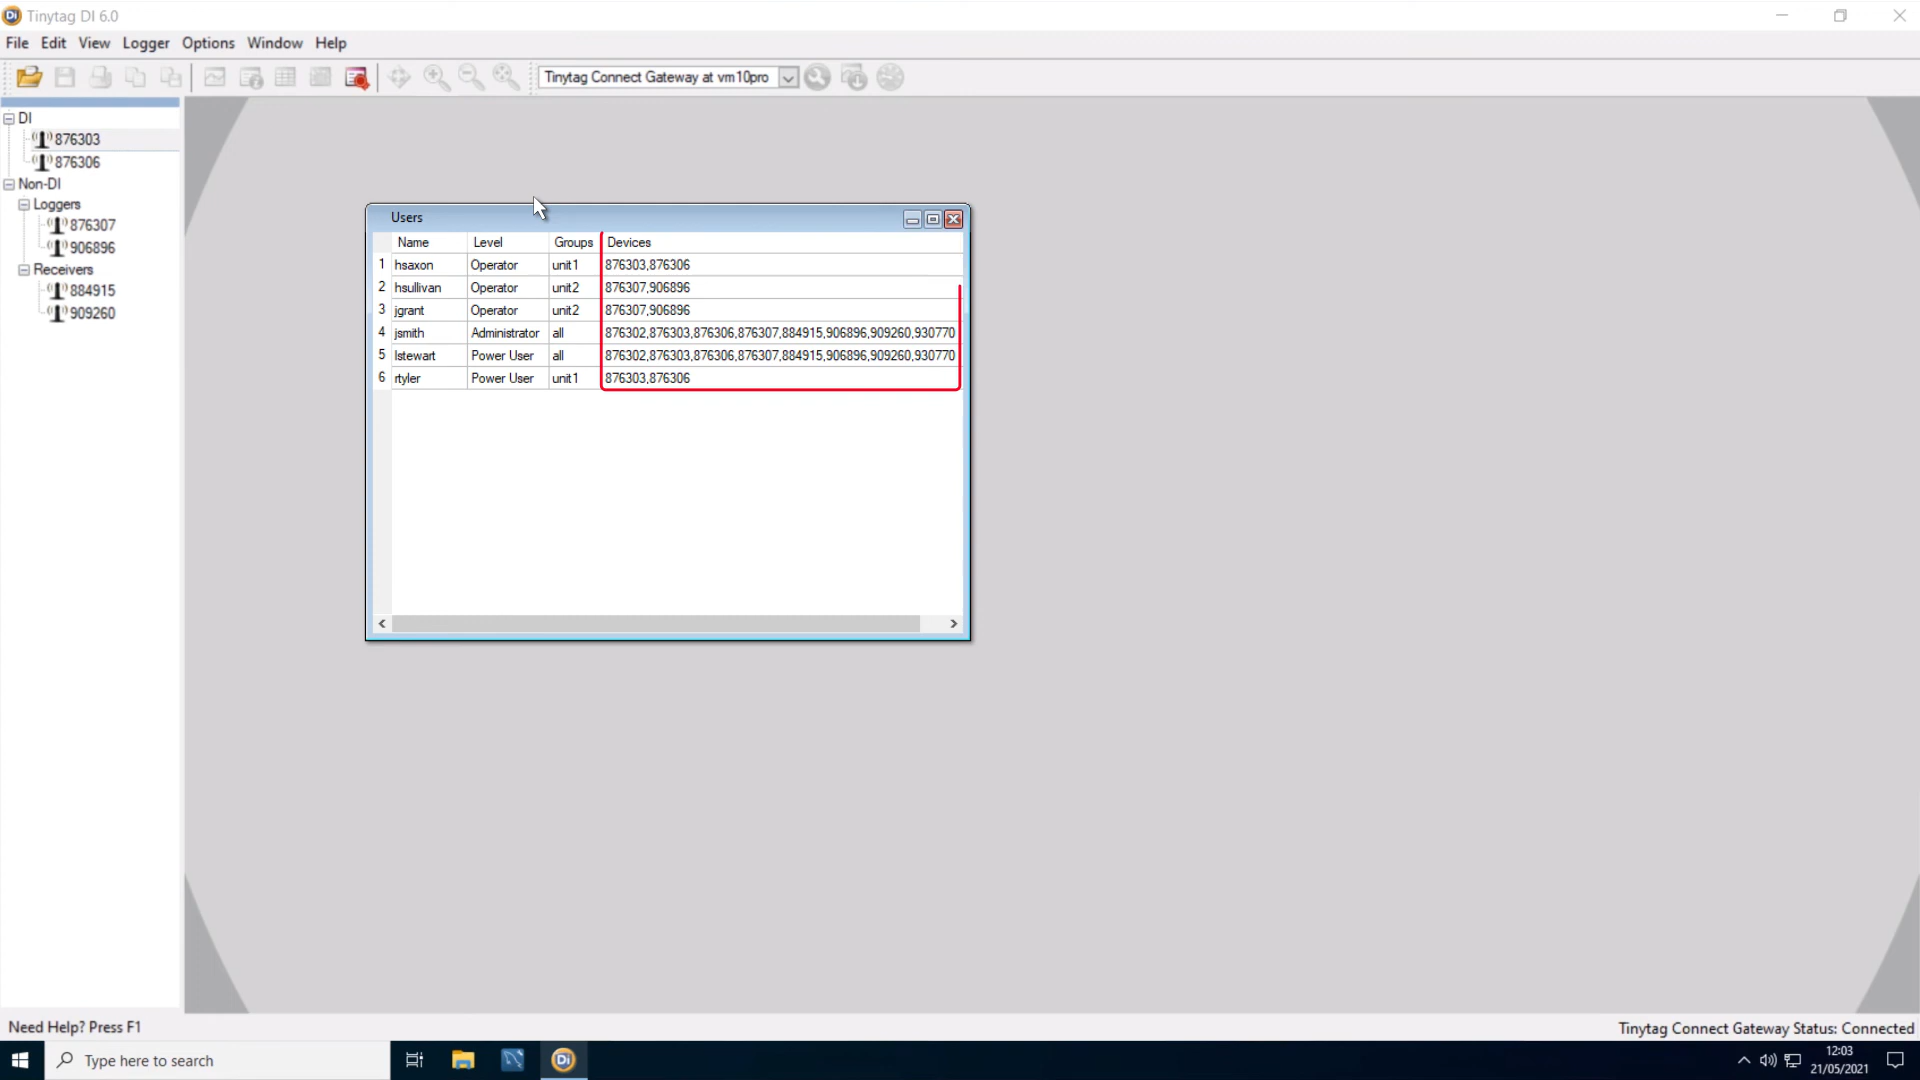 Tinytag DI 6.0
File Edit View Logger Options Window Help
Tinytag Connect Gateway at vm10pro
DI
876303
876306
Non-DI
Loggers
876307
906896
Receivers
884915
909260
Users
Name Level Groups Devices
1 hsaxon Operator unit1 876303,876306
2 hsullivan Operator unit2 876307,906896
3 jgrant Operator unit2 876307,906896
4 jsmith Administrator all 876302,876303,876306,876307,884915,906896,909260,930770
5 lstewart Power User all 876302,876303,876306,876307,884915,906896,909260,930770
6 rtyler Power User unit1 876303,876306
Need Help? Press F1
Tinytag Connect Gateway Status: Connected
Type here to search
Di
12:03
21/05/2021